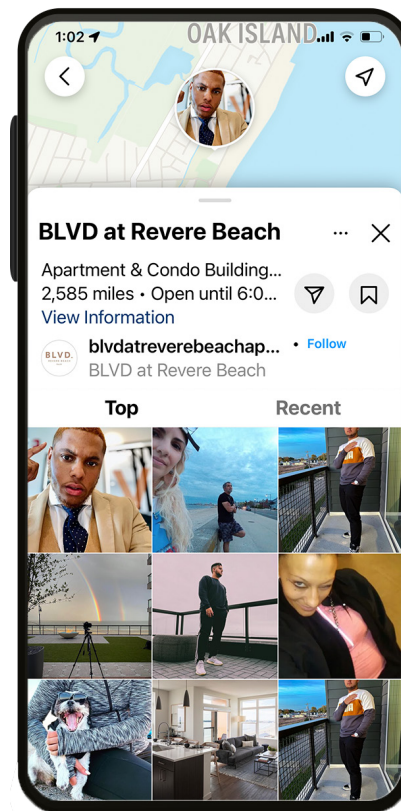 1:02
OAK ISLAND
BLVD at Revere Beach
...
Apartment & Condo Building...
2,585 miles • Open until 6:0...
View Information
BLVD.
blvdatreverebeachap...
• Follow
BLVD at Revere Beach
Top
Recent